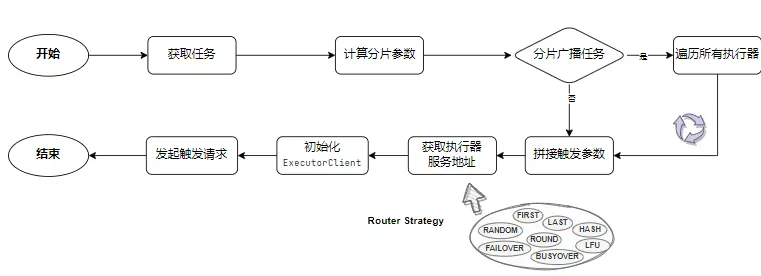 开始
获取任务
计算分片参数
分片广播任务
是
遍历所有执行器
否
结束
发起触发请求
初始化
ExecutorClient
获取执行器
服务地址
拼接触发参数
Router Strategy
FIRST
LAST
RANDOM
HASH
ROUND
FAILOVER
LFU
BUSYOVER